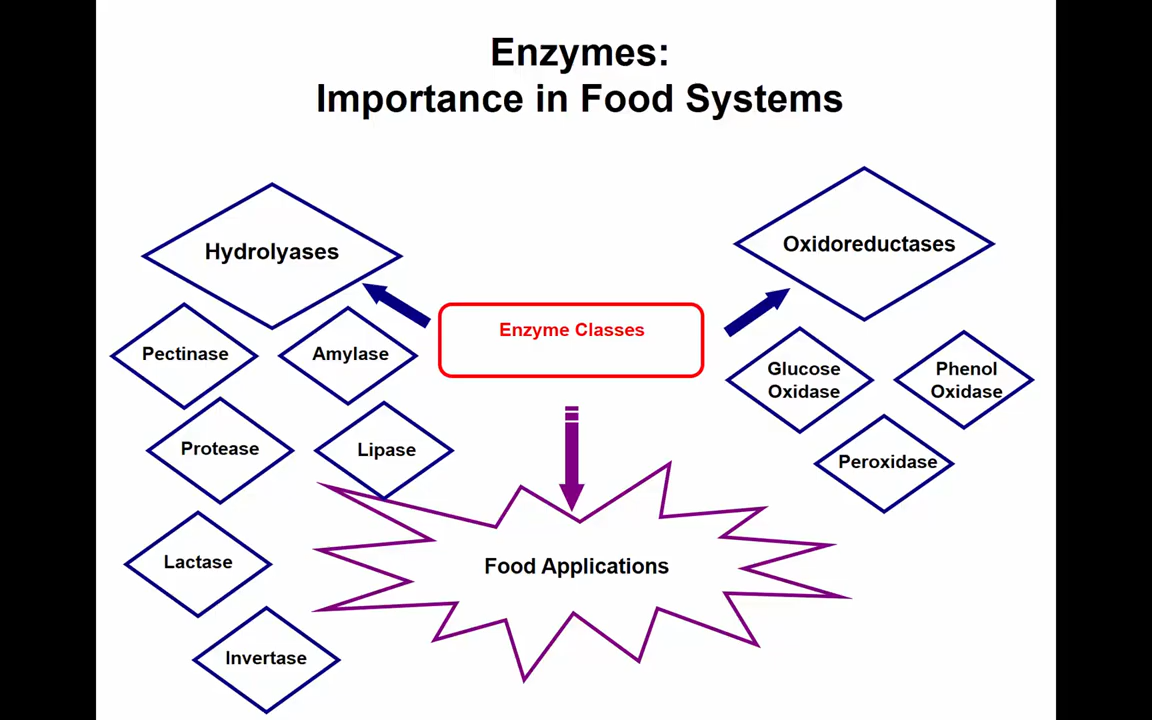 Enzymes:
Importance in Food Systems
Hydrolyases
Oxidoreductases
Enzyme Classes
Pectinase
Amylase
Glucose
Oxidase
Phenol
Oxidase
Protease
Lipase
Peroxidase
Lactase
Food Applications
Invertase